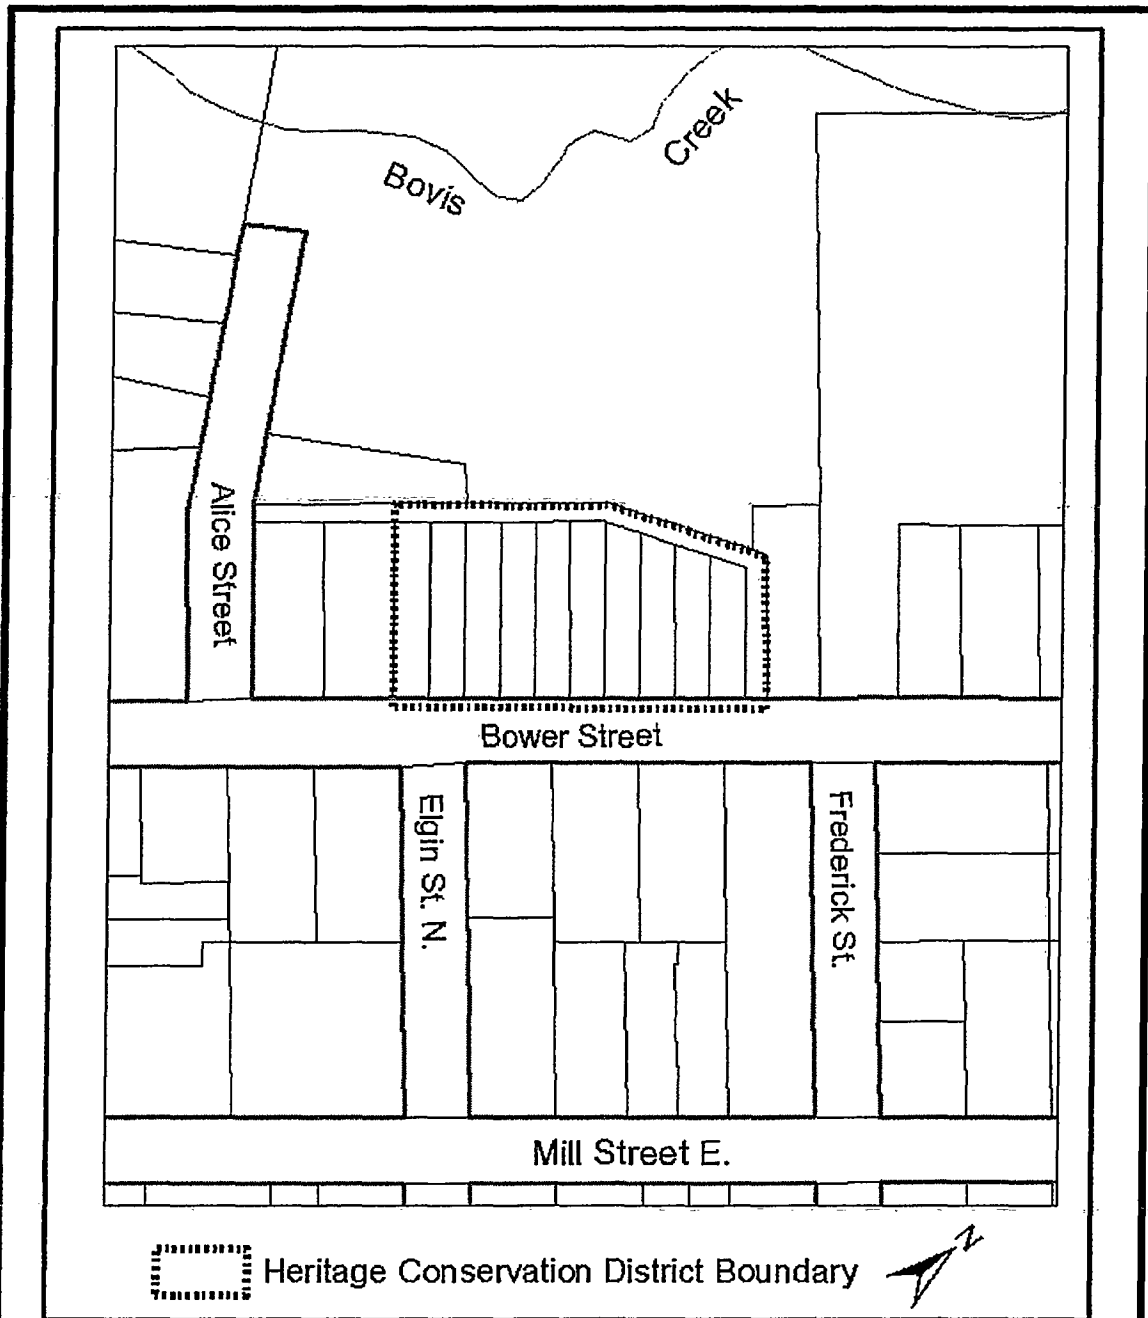 Bovis
Creek
Alice Street
Bower Street
Elgin St. N.
Frederick St.
Mill Street E.
Heritage Conservation District Boundary
N